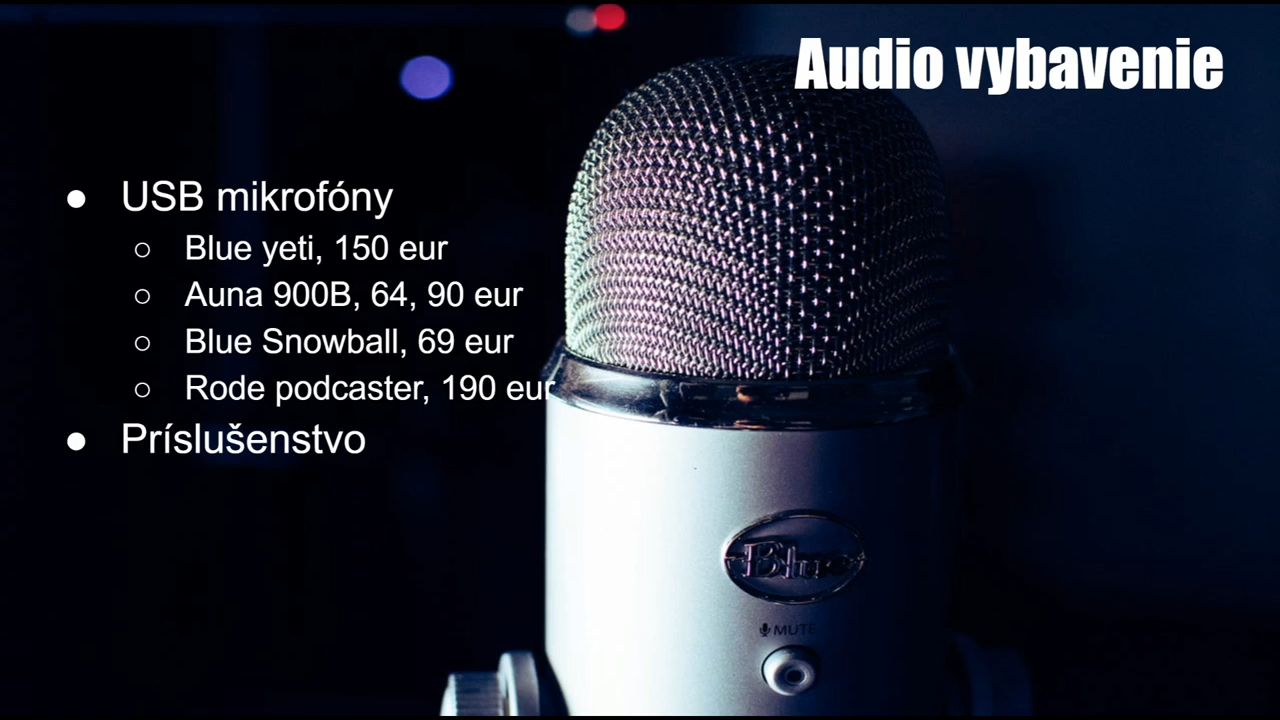 Audio vybavenie
● USB mikrofóny
○ Blue yeti, 150 eur
○ Auna 900B, 64, 90 eur
○ Blue Snowball, 69 eur
○ Rode podcaster, 190 eur
● Príslušenstvo
Blue
MUTE